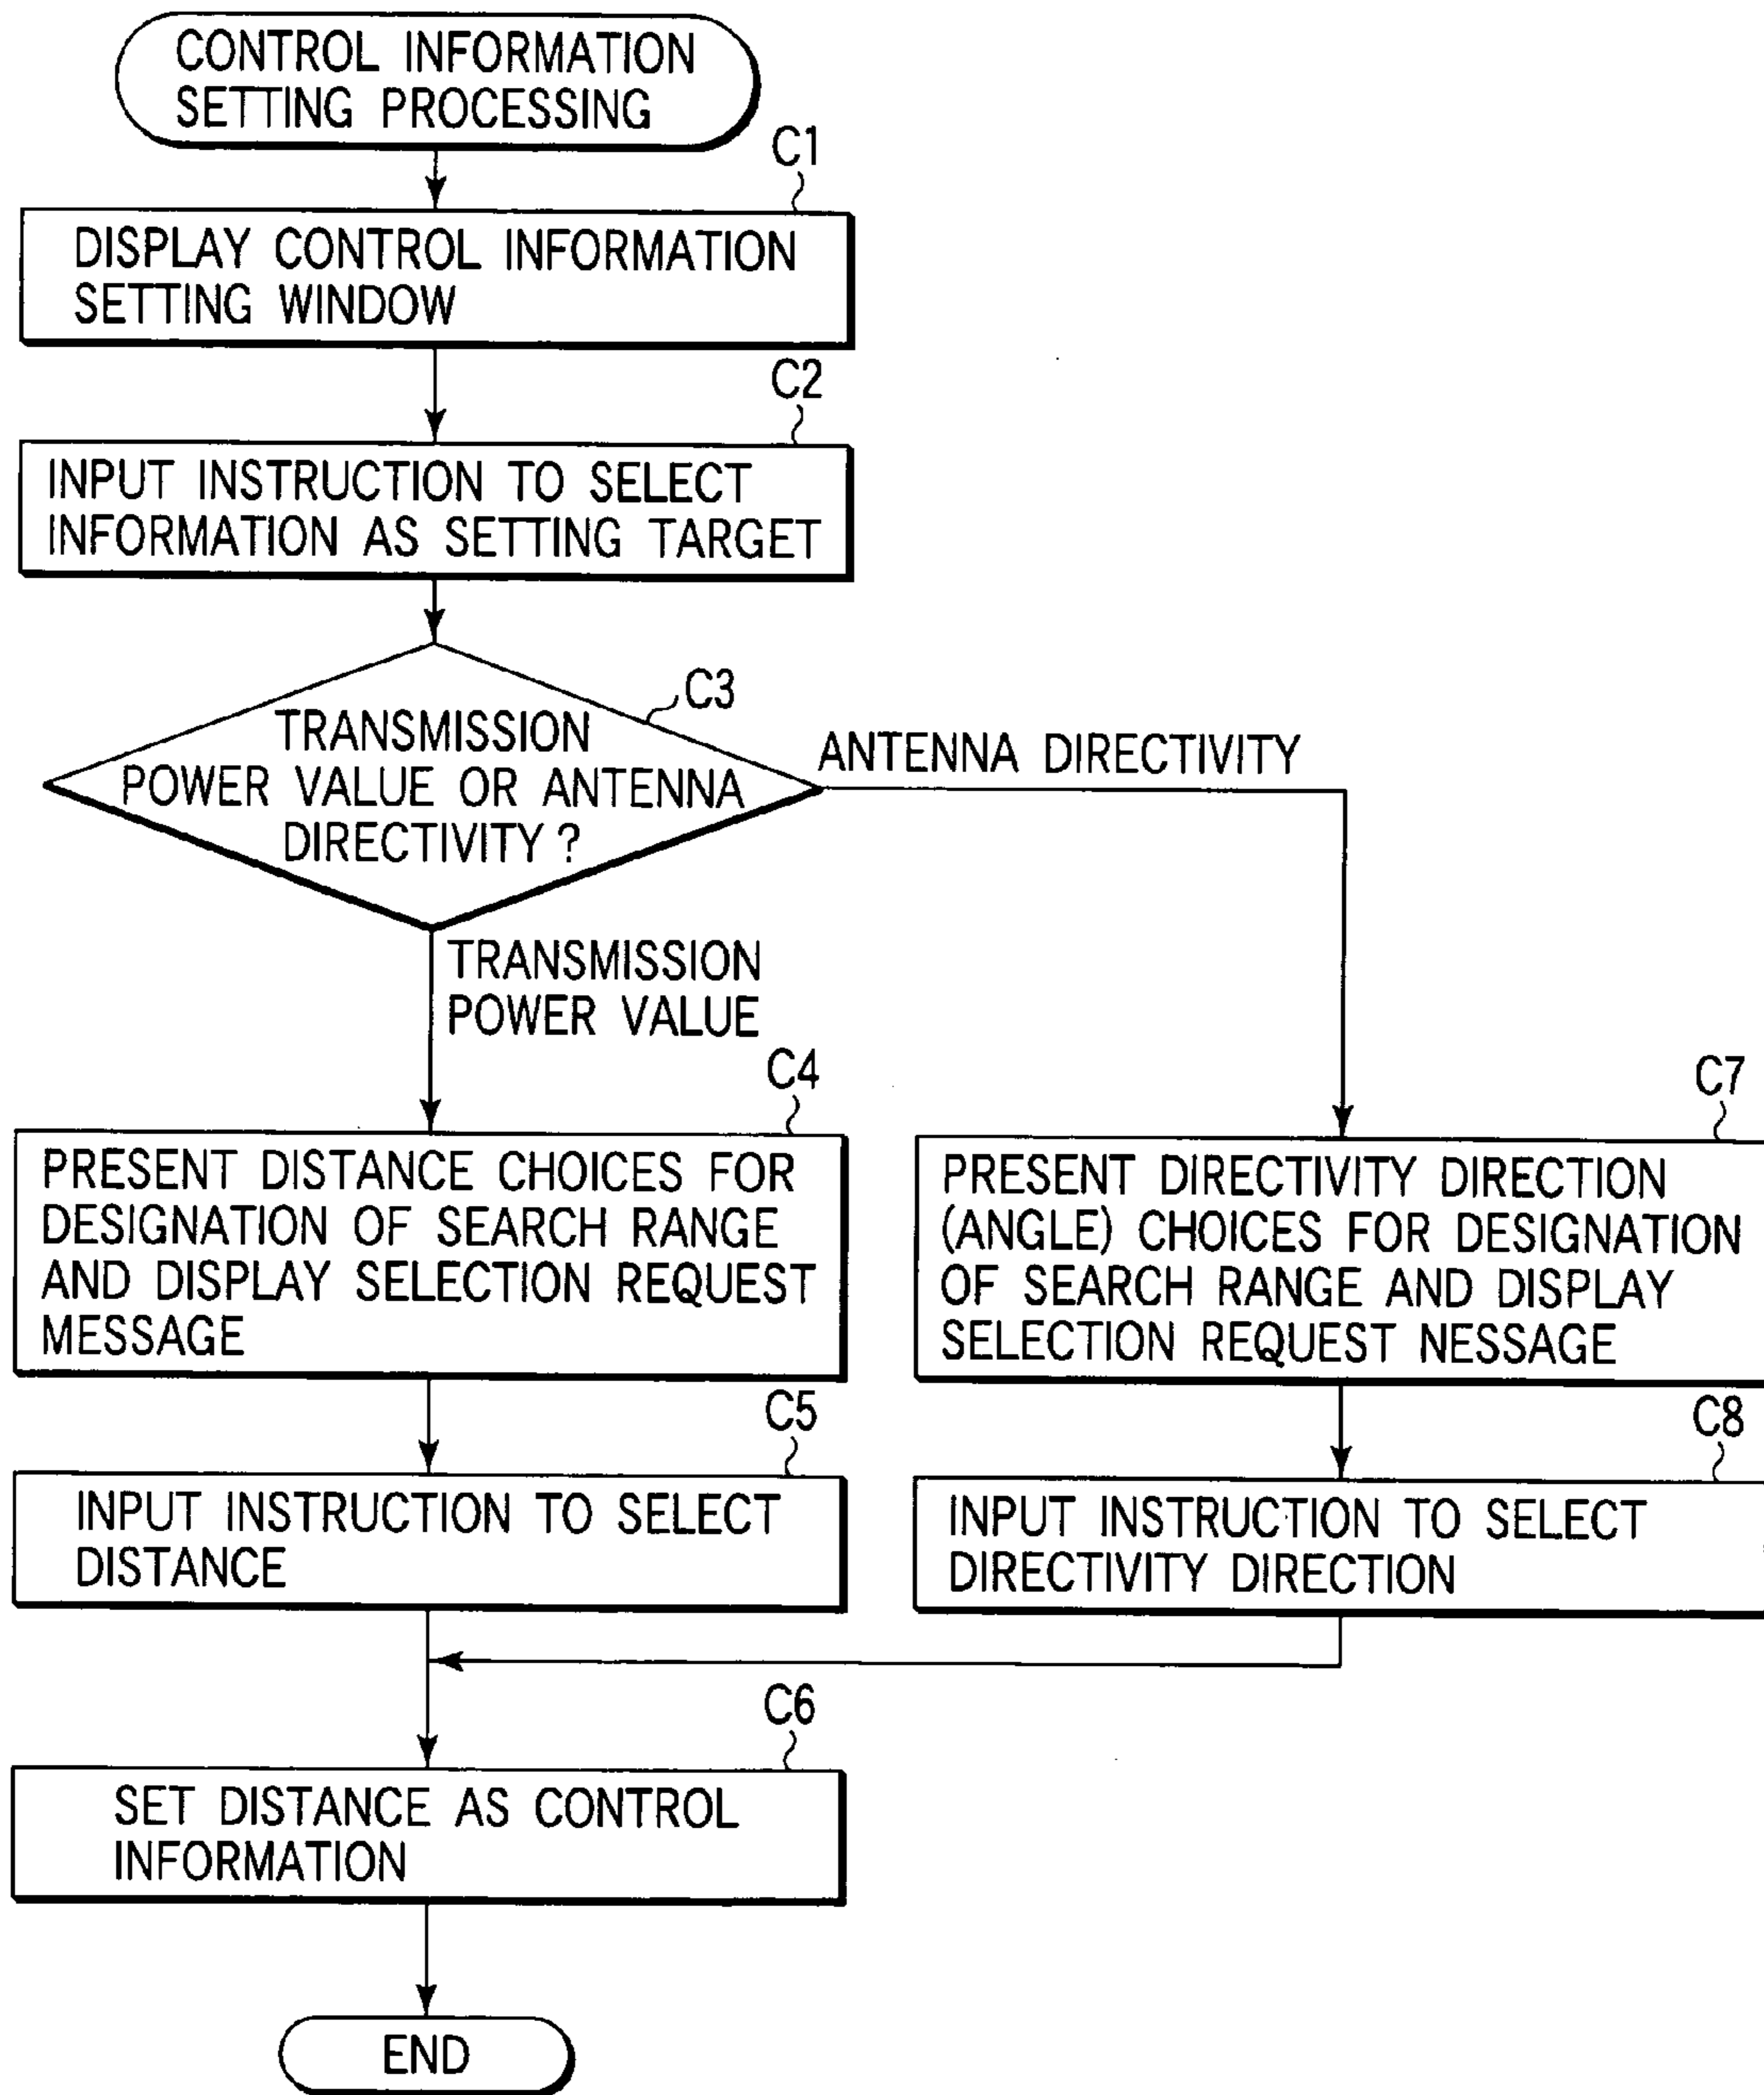 CONTROL INFORMATION
SETTING PROCESSING
C1
DISPLAY CONTROL INFORMATION
SETTING WINDOW
C2
INPUT INSTRUCTION TO SELECT
INFORMATION AS SETTING TARGET
C3
TRANSMISSION
POWER VALUE OR ANTENNA
DIRECTIVITY?
ANTENNA DIRECTIVITY
TRANSMISSION
POWER VALUE
C4
PRESENT DISTANCE CHOICES FOR
DESIGNATION OF SEARCH RANGE
AND DISPLAY SELECTION REQUEST
MESSAGE
C7
PRESENT DIRECTIVITY DIRECTION
(ANGLE) CHOICES FOR DESIGNATION
OF SEARCH RANGE AND DISPLAY
SELECTION REQUEST NESSAGE
C5
INPUT INSTRUCTION TO SELECT
DISTANCE
C8
INPUT INSTRUCTION TO SELECT
DIRECTIVITY DIRECTION
C6
SET DISTANCE AS CONTROL
INFORMATION
END